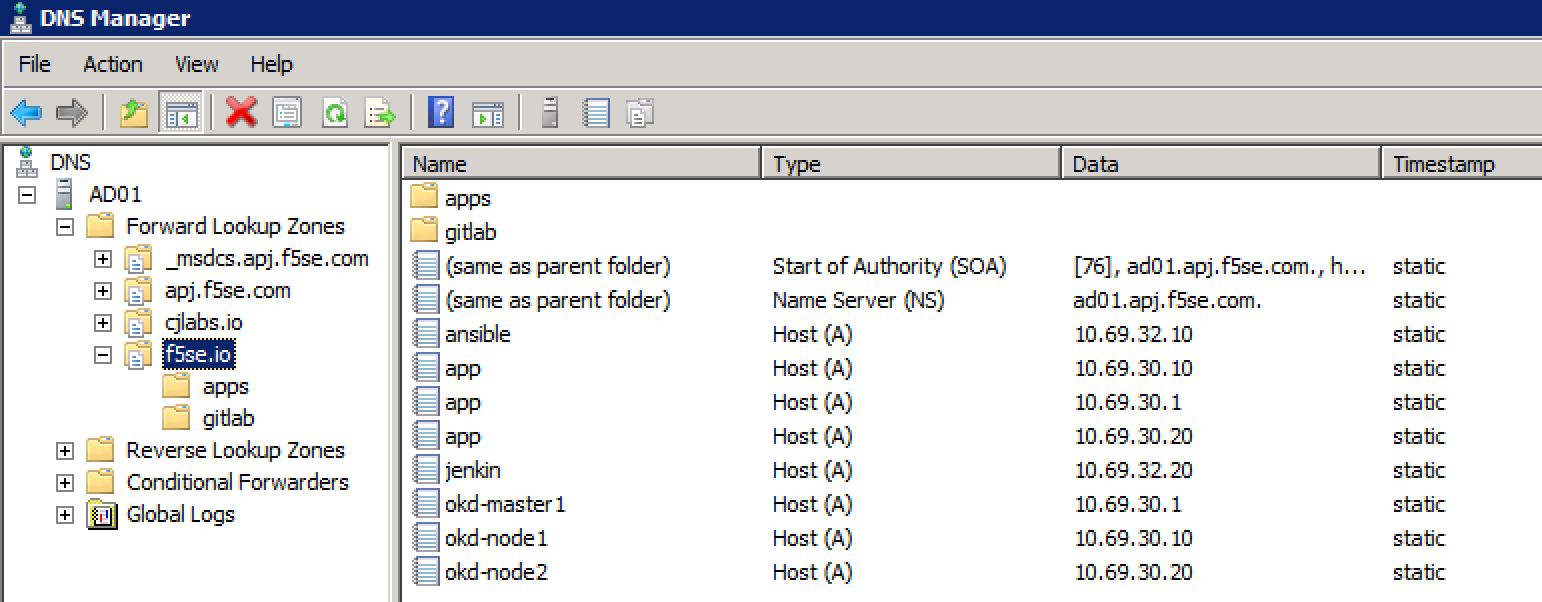 DNS Manager
File Action View Help
DNS
AD01
Forward Lookup Zones
_msdcs.apj.f5se.com
apj.f5se.com
cjlabs.io
f5se.io
apps
gitlab
Reverse Lookup Zones
Conditional Forwarders
Global Logs
Name Type Data Timestamp
apps
gitlab
(same as parent folder) Start of Authority (SOA) [76], ad01.apj.f5se.com., h... static
(same as parent folder) Name Server (NS) ad01.apj.f5se.com. static
ansible Host (A) 10.69.32.10 static
app Host (A) 10.69.30.10 static
app Host (A) 10.69.30.1 static
app Host (A) 10.69.30.20 static
jenkin Host (A) 10.69.32.20 static
okd-master1 Host (A) 10.69.30.1 static
okd-node1 Host (A) 10.69.30.10 static
okd-node2 Host (A) 10.69.30.20 static